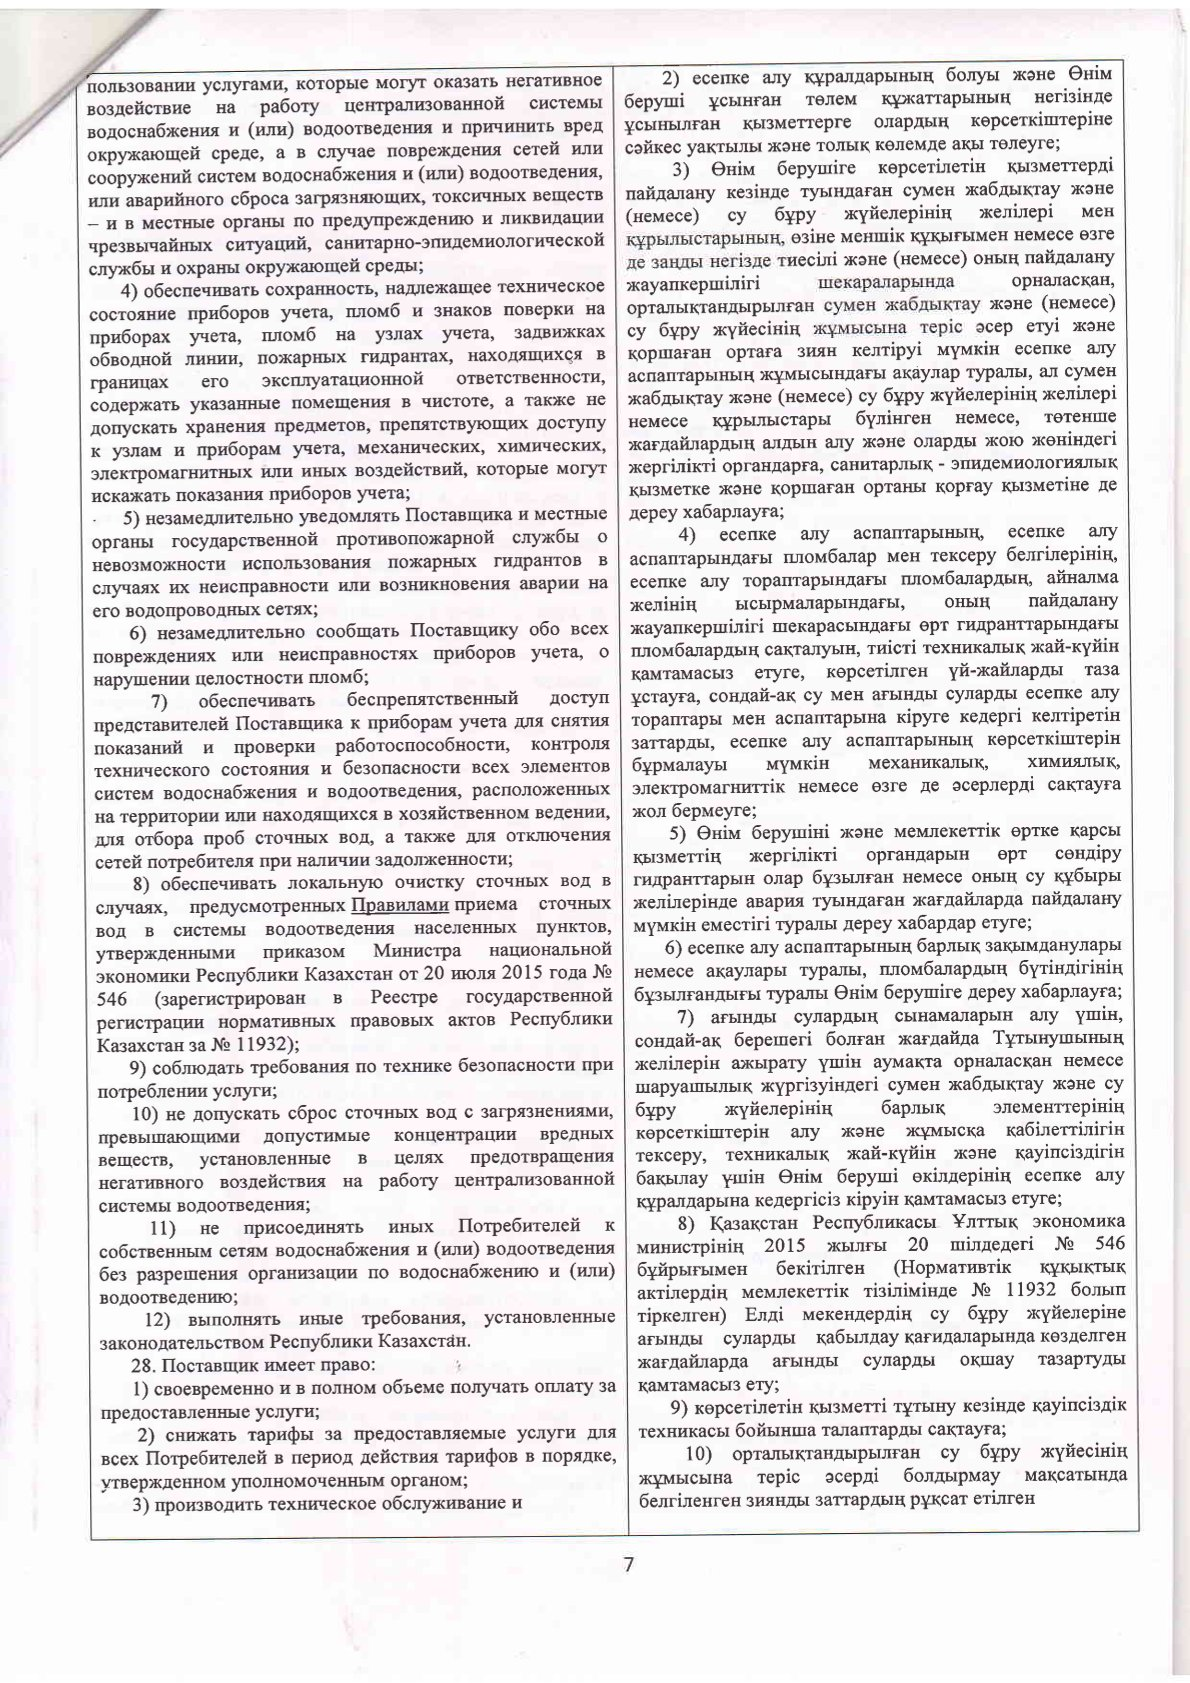 пользовании услугами, которые могут оказать негативное
воздействие на работу централизованной системы
водоснабжения и (или) водоотведения и причинить вред
окружающей среде, а в случае повреждения сетей или
сооружений систем водоснабжения и (или) водоотведения,
или аварийного сброса загрязняющих, токсичных веществ
– и в местные органы по предупреждению и ликвидации
чрезвычайных ситуаций, санитарно-эпидемиологической
службы и охраны окружающей среды;
4) обеспечивать сохранность, надлежащее техническое
состояние приборов учета, пломб и знаков поверки на
приборах учета, пломб на узлах учета, задвижках
обводной линии, пожарных гидрантах, находящихся в
границах его эксплуатационной ответственности,
содержать указанные помещения в чистоте, а также не
допускать хранения предметов, препятствующих доступу
к узлам и приборам учета, механических, химических,
электромагнитных или иных воздействий, которые могут
искажать показания приборов учета;
5) незамедлительно уведомлять Поставщика и местные
органы государственной противопожарной службы о
невозможности использования пожарных гидрантов в
случаях их неисправности или возникновения аварии на
его водопроводных сетях;
6) незамедлительно сообщать Поставщику обо всех
повреждениях или неисправностях приборов учета, о
нарушении целостности пломб;
7) обеспечивать беспрепятственный доступ
представителей Поставщика к приборам учета для снятия
показаний и проверки работоспособности, контроля
технического состояния и безопасности всех элементов
систем водоснабжения и водоотведения, расположенных
на территории или находящихся в хозяйственном ведении,
для отбора проб сточных вод, а также для отключения
сетей потребителя при наличии задолженности;
8) обеспечивать локальную очистку сточных вод в
случаях, предусмотренных Правилами приема сточных
вод в системы водоотведения населенных пунктов,
утвержденными приказом Министра национальной
экономики Республики Казахстан от 20 июля 2015 года №
546 (зарегистрирован в Реестре государственной
регистрации нормативных правовых актов Республики
Казахстан за № 11932);
9) соблюдать требования по технике безопасности при
потреблении услуги;
10) не допускать сброс сточных вод с загрязнениями,
превышающими допустимые концентрации вредных
веществ, установленные в целях предотвращения
негативного воздействия на работу централизованной
системы водоотведения;
11) не присоединять иных Потребителей к
собственным сетям водоснабжения и (или) водоотведения
без разрешения организации по водоснабжению и (или)
водоотведению;
12) выполнять иные требования, установленные
законодательством Республики Казахстан.
28. Поставщик имеет право:
1) своевременно и в полном объеме получать оплату за
предоставленные услуги;
2) снижать тарифы за предоставляемые услуги для
всех Потребителей в период действия тарифов в порядке,
утвержденном уполномоченным органом;
3) производить техническое обслуживание и
2) есепке алу құралдарының болуы және Өнім
беруші ұсынған төлем құжаттарының негізінде
ұсынылған қызметтерге олардың көрсеткіштеріне
сәйкес уақтылы және толық көлемде ақы төлеуге;
3) Өнім берушіге көрсетілетін қызметтерді
пайдалану кезінде туындаған сумен жабдықтау және
(немесе) су бұру жүйелерінің желілері мен
құрылыстарының, өзіне меншік құқығымен немесе өзге
де заңды негізде тиесілі және (немесе) оның пайдалану
жауапкершілігі шекараларында орналасқан,
орталықтандырылған сумен жабдықтау және (немесе)
су бұру жүйесінің жұмысына теріс әсер етуі және
қоршаған ортаға зиян келтіруі мүмкін есепке алу
аспаптарының жұмысындағы ақаулар туралы, ал сумен
жабдықтау және (немесе) су бұру жүйелерінің желілері
немесе құрылыстары бүлінген немесе, төтенше
жағдайлардың алдын алу және оларды жою жөніндегі
жергілікті органдарға, санитарлық - эпидемиологиялық
қызметке және қоршаған ортаны қорғау қызметіне де
дереу хабарлауға;
4) есепке алу аспаптарының, есепке алу
аспаптарындағы пломбалар мен тексеру белгілерінің,
есепке алу тораптарындағы пломбалардың, айналма
желінің ысырмаларындағы, оның пайдалану
жауапкершілігі шекарасындағы өрт гидранттарындағы
пломбалардың сақталуын, тиісті техникалық жай-күйін
қамтамасыз етуге, көрсетілген үй-жайларды таза
ұстауға, сондай-ақ су мен ағынды суларды есепке алу
тораптары мен аспаптарына кіруге кедергі келтіретін
заттарды, есепке алу аспаптарының көрсеткіштерін
бұрмалауы мүмкін механикалық, химиялық,
электромагниттік немесе өзге де әсерлерді сақтауға
жол бермеуге;
5) Өнім берушіні және мемлекеттік өртке қарсы
қызметтің жергілікті органдарын өрт сөндіру
гидранттарын олар бұзылған немесе оның су құбыры
желілерінде авария туындаған жағдайларда пайдалану
мүмкін еместігі туралы дереу хабардар етуге;
6) есепке алу аспаптарының барлық зақымданулары
немесе ақаулары туралы, пломбалардың бүтіндігінің
бұзылғандығы туралы Өнім берушіге дереу хабарлауға;
7) ағынды сулардың сынамаларын алу үшін,
сондай-ақ берешегі болған жағдайда Тұтынушының
желілерін ажырату үшін аумақта орналасқан немесе
шаруашылық жүргізуіндегі сумен жабдықтау және су
бұру жүйелерінің барлық элементтерінің
көрсеткіштерін алу және жұмысқа қабілеттілігін
тексеру, техникалық жай-күйін және қауіпсіздігін
бақылау үшін Өнім беруші өкілдерінің есепке алу
құралдарына кедергісіз кіруін қамтамасыз етуге;
8) Қазақстан Республикасы Ұлттық экономика
министрінің 2015 жылғы 20 шілдедегі № 546
бұйрығымен бекітілген (Нормативтік құқықтық
актілердің мемлекеттік тізілімінде № 11932 болып
тіркелген) Елді мекендердің су бұру жүйелеріне
ағынды суларды қабылдау қағидаларында көзделген
жағдайларда ағынды суларды оқшау тазартуды
қамтамасыз ету;
9) көрсетілетін қызметті тұтыну кезінде қауіпсіздік
техникасы бойынша талаптарды сақтауға;
10) орталықтандырылған су бұру жүйесінің
жұмысына теріс әсерді болдырмау мақсатында
белгіленген зиянды заттардың рұқсат етілген
7